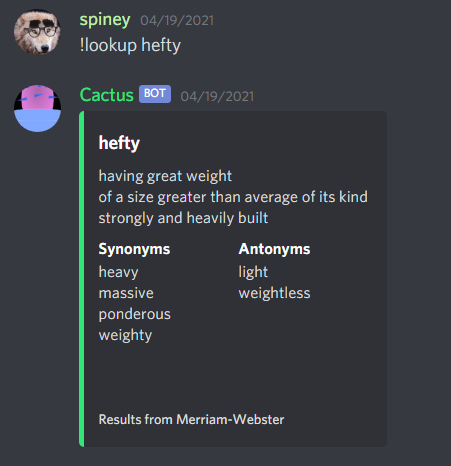 spiney 04/19/2021
!lookup hefty
Cactus BOT 04/19/2021
hefty
having great weight
of a size greater than average of its kind
strongly and heavily built
Synonyms Antonyms
heavy light
massive weightless
ponderous
weighty
Results from Merriam-Webster